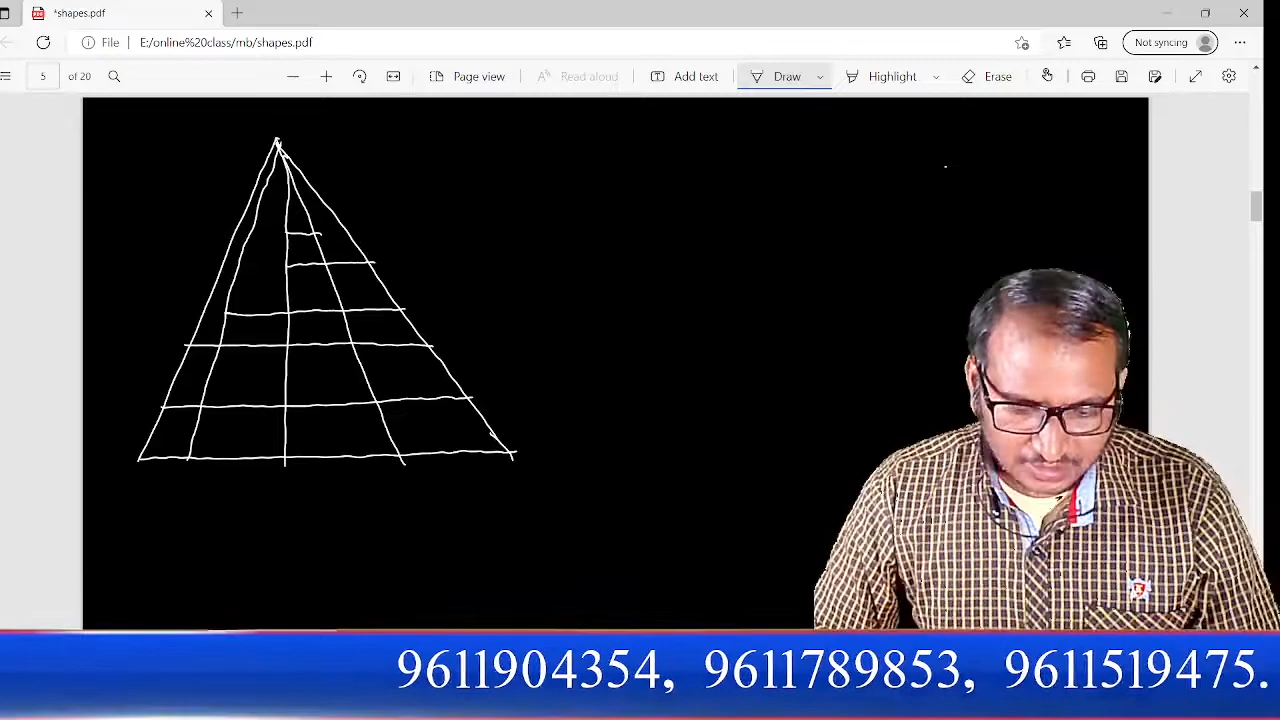 *shapes.pdf
File E:/online%20class/mb/shapes.pdf Not syncing
5 of 20 Page view Read aloud Add text Draw Highlight Erase
9611904354, 9611789853, 9611519475.